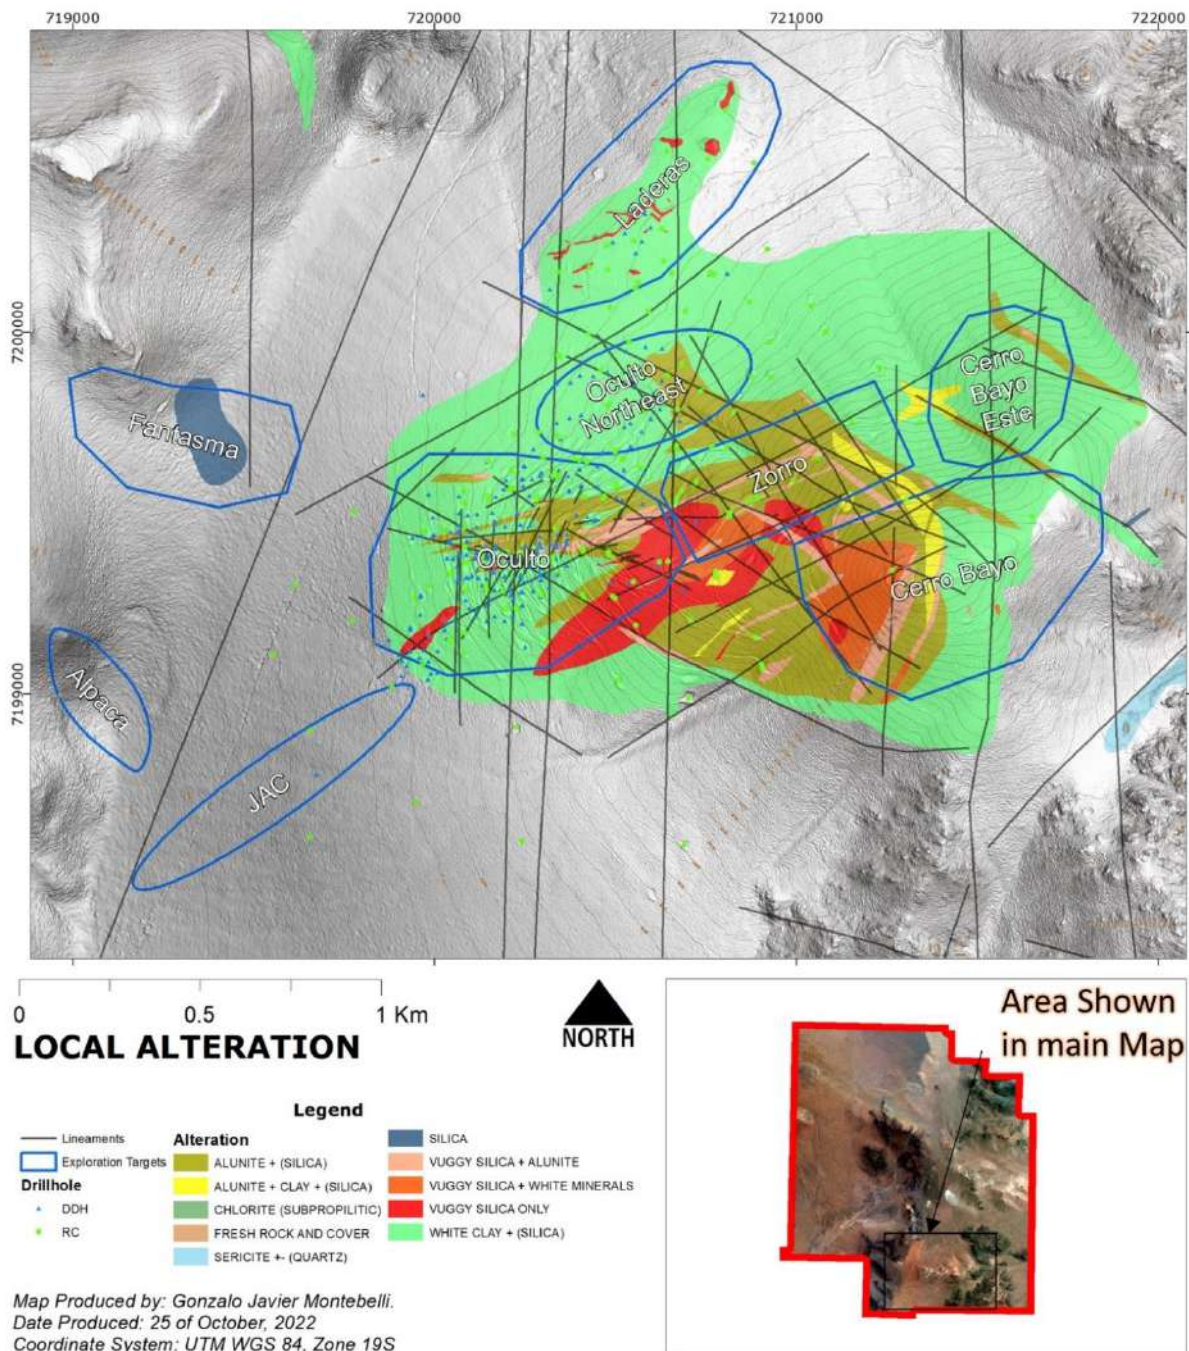 719000 720000 721000 722000
7200000
7199000
Laderas
Oculto
Northeast
Cerro
Bayo
Este
Fantasma
Zorro
Oculto
Cerro Bayo
Alpaca
JAC
0 0.5 1 Km
NORTH
LOCAL ALTERATION
Legend
Lineaments
Exploration Targets
Drillhole
DDH
RC
Alteration
ALUNITE + (SILICA)
ALUNITE + CLAY + (SILICA)
CHLORITE (SUBPROPILITIC)
FRESH ROCK AND COVER
SERICITE +- (QUARTZ)
SILICA
VUGGY SILICA + ALUNITE
VUGGY SILICA + WHITE MINERALS
VUGGY SILICA ONLY
WHITE CLAY + (SILICA)
Area Shown
in main Map
Map Produced by: Gonzalo Javier Montebelli.
Date Produced: 25 of October, 2022
Coordinate System: UTM WGS 84, Zone 19S